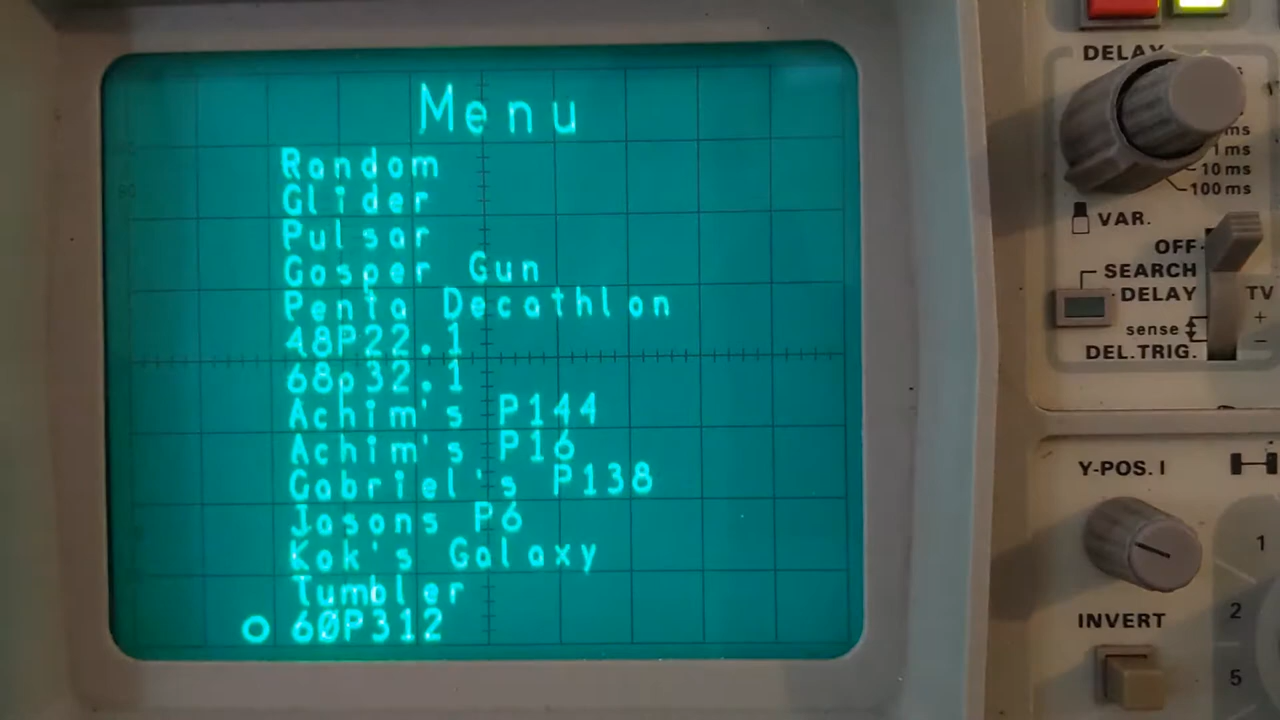 Menu
Random
Glider
Pulsar
Gosper Gun
Penta Decathlon
48P22.1
68p32.1
Achim's P144
Achim's P16
Gabriel's P138
Jasons P6
Kok's Galaxy
Tumbler
60P312
DELAY
ms
1 ms
10 ms
100 ms
VAR.
OFF
SEARCH
DELAY
TV
+
sense
−
DEL.TRIG.
Y-POS. I
1
INVERT
2
5